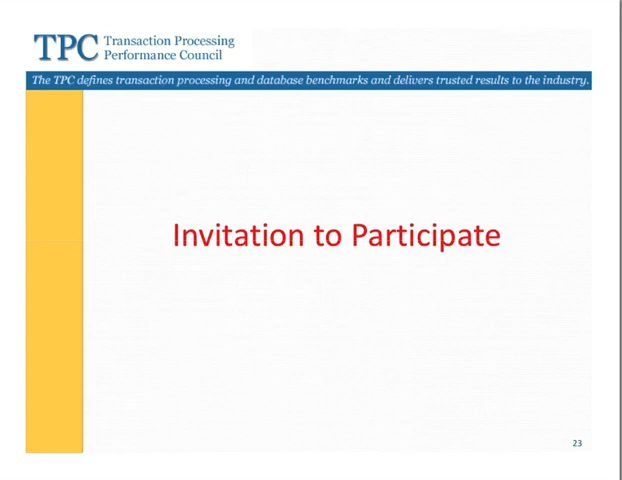 TPC
Transaction Processing
Performance Council
The TPC defines transaction processing and database benchmarks and delivers trusted results to the industry.
Invitation to Participate
23